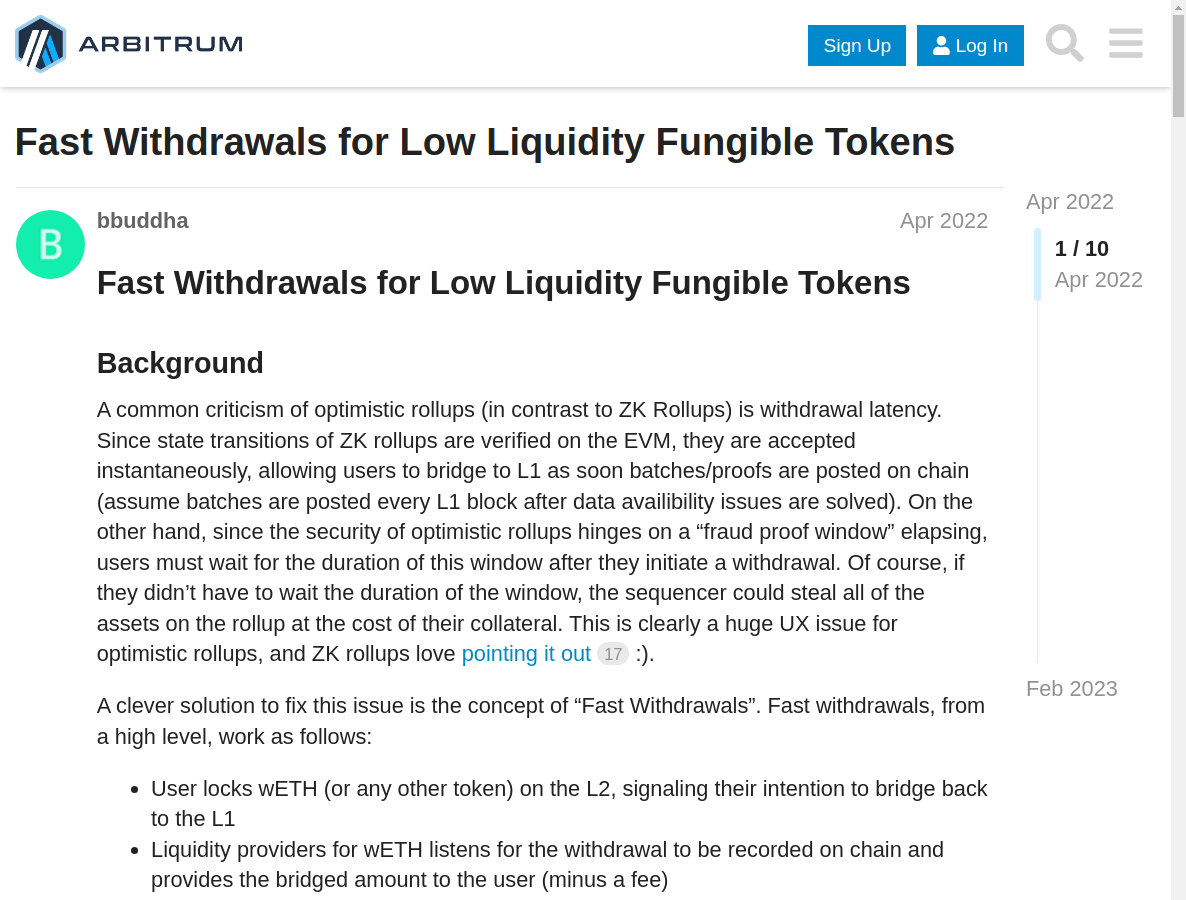 ARBITRUM
Sign Up
Log In
Fast Withdrawals for Low Liquidity Fungible Tokens
B
bbuddha
Apr 2022
Fast Withdrawals for Low Liquidity Fungible Tokens
Background
A common criticism of optimistic rollups (in contrast to ZK Rollups) is withdrawal latency.
Since state transitions of ZK rollups are verified on the EVM, they are accepted
instantaneously, allowing users to bridge to L1 as soon batches/proofs are posted on chain
(assume batches are posted every L1 block after data availibility issues are solved). On the
other hand, since the security of optimistic rollups hinges on a “fraud proof window” elapsing,
users must wait for the duration of this window after they initiate a withdrawal. Of course, if
they didn’t have to wait the duration of the window, the sequencer could steal all of the
assets on the rollup at the cost of their collateral. This is clearly a huge UX issue for
optimistic rollups, and ZK rollups love pointing it out 17 :).
A clever solution to fix this issue is the concept of “Fast Withdrawals”. Fast withdrawals, from
a high level, work as follows:
• User locks wETH (or any other token) on the L2, signaling their intention to bridge back
to the L1
• Liquidity providers for wETH listens for the withdrawal to be recorded on chain and
provides the bridged amount to the user (minus a fee)
Apr 2022
1 / 10
Apr 2022
Feb 2023